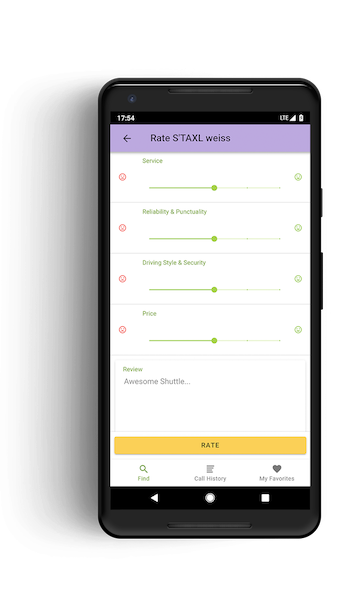 17:54
LTE
Rate S'TAXL weiss
Service
Reliability & Punctuality
Driving Style & Security
Price
Review
Awesome Shuttle...
RATE
Find
Call History
My Favorites